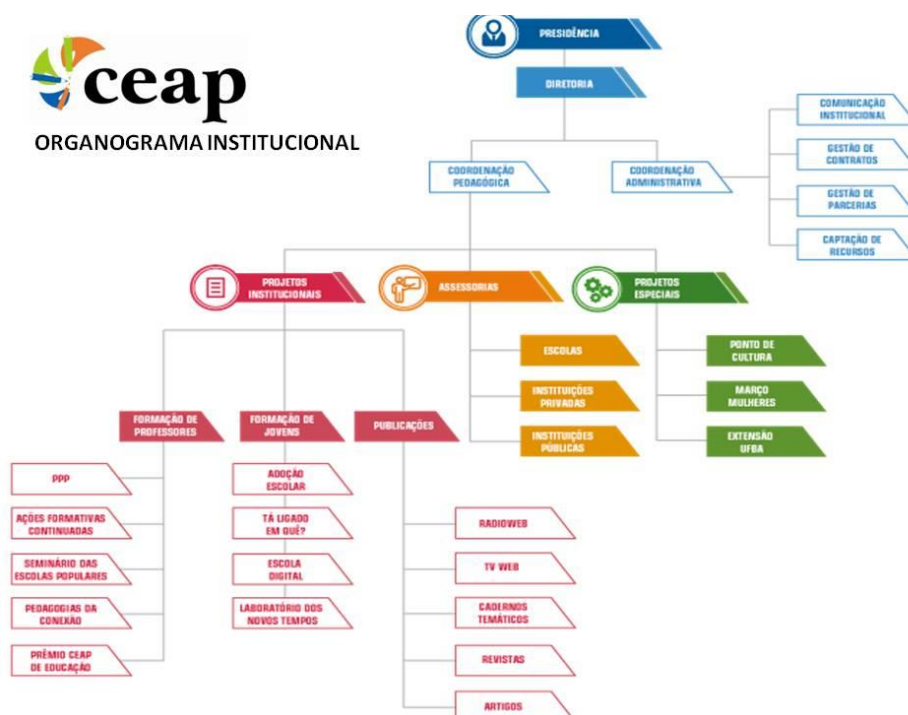 ceap
ORGANOGRAMA INSTITUCIONAL
PRESIDÊNCIA
DIRETORIA
COORDENAÇÃO
PEDAGÓGICA
COORDENAÇÃO
ADMINISTRATIVA
COMUNICAÇÃO
INSTITUCIONAL
GESTÃO DE
CONTRATOS
GESTÃO DE
PARCERIAS
CAPTAÇÃO DE
RECURSOS
PROJETOS
INSTITUCIONAIS
ASSESSORIAS
PROJETOS
ESPECIAIS
FORMAÇÃO DE
PROFESSORES
PPP
AÇÕES FORMATIVAS
CONTINUADAS
SEMINÁRIO DAS
ESCOLAS POPULARES
PEDAGOGIAS DA
CONEXÃO
PRÊMIO CEAP
DE EDUCAÇÃO
FORMAÇÃO DE
JOVENS
ADOÇÃO
ESCOLAR
TÁ LIGADO
EM QUÊ?
ESCOLA
DIGITAL
LABORATÓRIO DOS
NOVOS TEMPOS
PUBLICAÇÕES
RADIOWEB
TV WEB
CADERNOS
TEMÁTICOS
REVISTAS
ARTIGOS
ESCOLAS
INSTITUIÇÕES
PRIVADAS
INSTITUIÇÕES
PÚBLICAS
PONTO DE
CULTURA
MARÇO
MULHERES
EXTENSÃO
UFBA